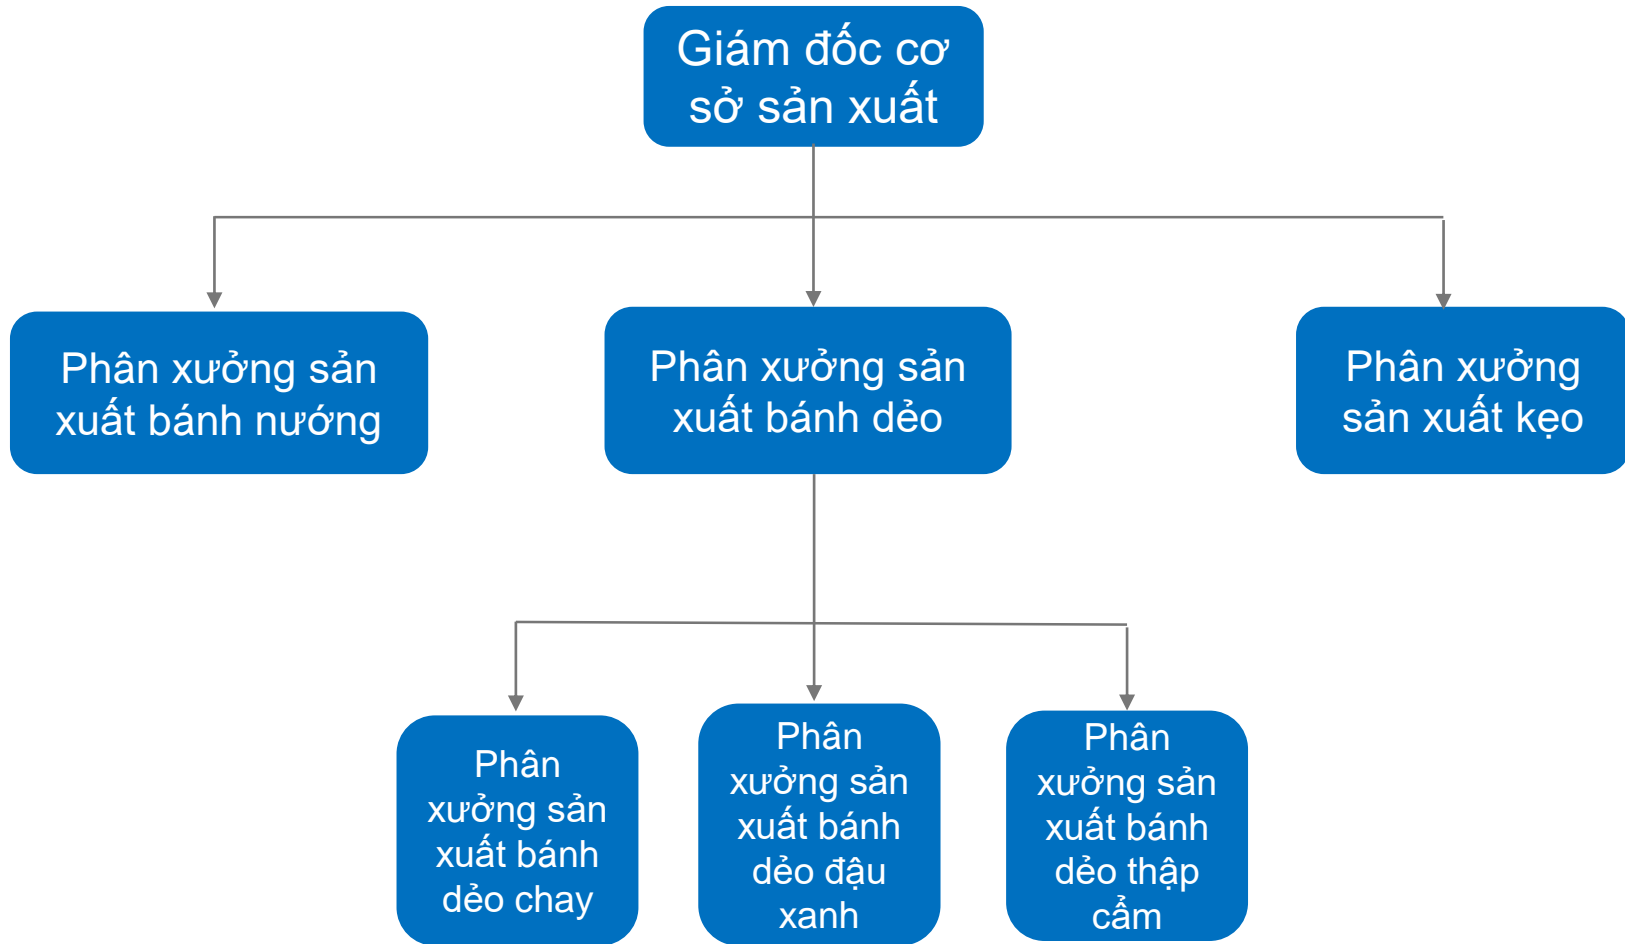 Giám đốc cơ
sở sản xuất
Phân xưởng sản
xuất bánh nướng
Phân xưởng sản
xuất bánh dẻo
Phân xưởng
sản xuất kẹo
Phân
xưởng sản
xuất bánh
dẻo chay
Phân
xưởng sản
xuất bánh
dẻo đậu
xanh
Phân
xưởng sản
xuất bánh
dẻo thập
cẩm